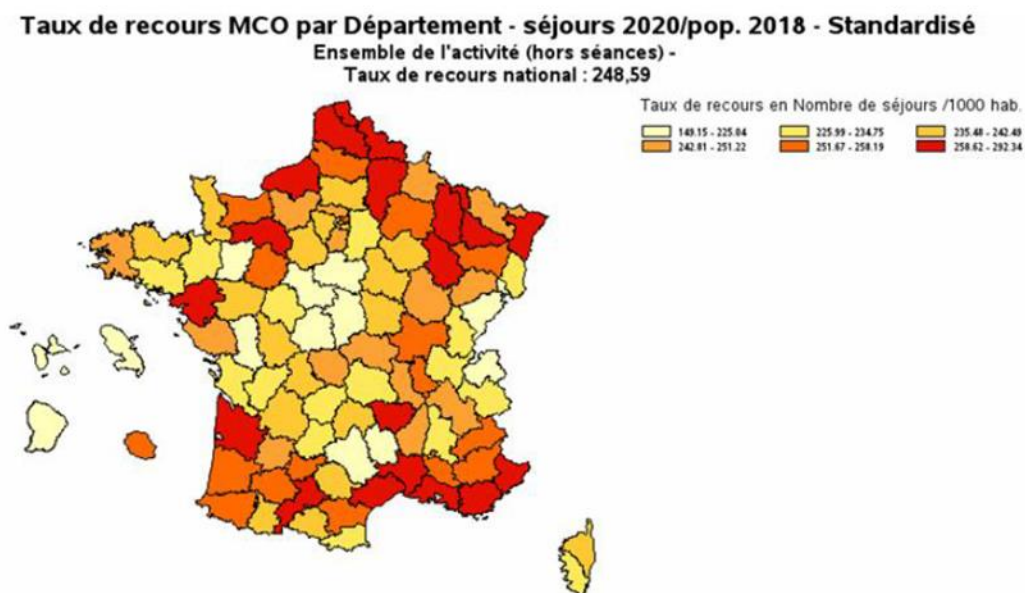 Taux de recours MCO par Département - séjours 2020/pop. 2018 - Standardisé
Ensemble de l'activité (hors séances) -
Taux de recours national : 248,59
Taux de recours en Nombre de séjours /1000 hab.
149.15 - 225.04 225.99 - 234.75 235.48 - 242.49
242.81 - 251.22 251.67 - 258.19 258.62 - 292.34